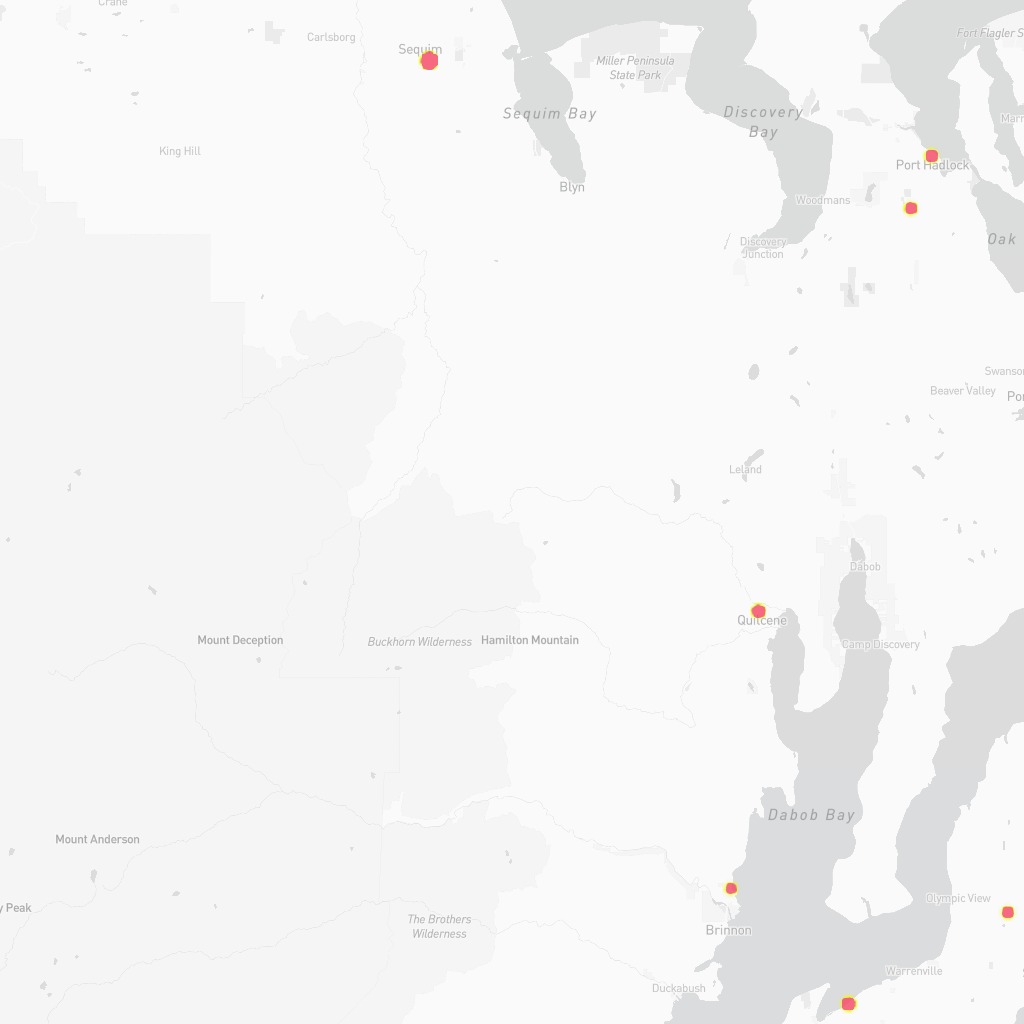 Crane
Carlsborg
Sequim
Fort Flagler S
Miller Peninsula
State Park
Sequim Bay
Discovery
Bay
Marr
King Hill
Port Hadlock
Blyn
Woodmans
Discovery
Junction
Oak
Swanson
Beaver Valley
Por
Leland
Dabob
Quilcene
Mount Deception
Buckhorn Wilderness
Hamilton Mountain
Camp Discovery
Dabob Bay
Mount Anderson
Olympic View
y Peak
The Brothers
Wilderness
Brinnon
Warrenville
Duckabush